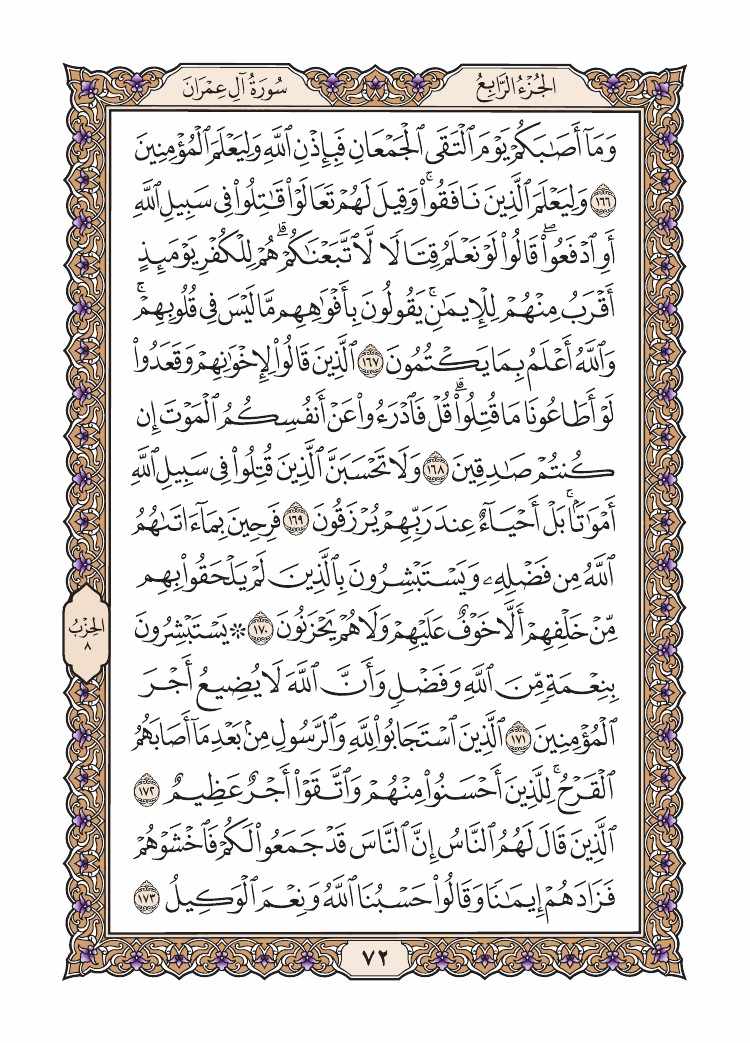 الجُزْءُ الرَّابِعُ
سُورَةُ آلِ عِمْرَانَ
وَمَآ أَصَٰبَكُمْ يَوْمَ ٱلْتَقَى ٱلْجَمْعَانِ فَبِإِذْنِ ٱللَّهِ وَلِيَعْلَمَ ٱلْمُؤْمِنِينَ
١٦٦ وَلِيَعْلَمَ ٱلَّذِينَ نَافَقُوا۟ ۚ وَقِيلَ لَهُمْ تَعَالَوْا۟ قَٰتِلُوا۟ فِى سَبِيلِ ٱللَّهِ
أَوِ ٱدْفَعُوا۟ ۖ قَالُوا۟ لَوْ نَعْلَمُ قِتَالًا لَّٱتَّبَعْنَٰكُمْ ۗ هُمْ لِلْكُفْرِ يَوْمَئِذٍ
أَقْرَبُ مِنْهُمْ لِلْإِيمَٰنِ ۚ يَقُولُونَ بِأَفْوَٰهِهِم مَّا لَيْسَ فِى قُلُوبِهِمْ ۗ
وَٱللَّهُ أَعْلَمُ بِمَا يَكْتُمُونَ ١٦٧ ٱلَّذِينَ قَالُوا۟ لِإِخْوَٰنِهِمْ وَقَعَدُوا۟
لَوْ أَطَاعُونَا مَا قُتِلُوا۟ ۗ قُلْ فَٱدْرَءُوا۟ عَنْ أَنفُسِكُمُ ٱلْمَوْتَ إِن
كُنتُمْ صَٰدِقِينَ ١٦٨ وَلَا تَحْسَبَنَّ ٱلَّذِينَ قُتِلُوا۟ فِى سَبِيلِ ٱللَّهِ
أَمْوَٰتًۢا ۚ بَلْ أَحْيَآءٌ عِندَ رَبِّهِمْ يُرْزَقُونَ ١٦٩ فَرِحِينَ بِمَآ ءَاتَىٰهُمُ
ٱللَّهُ مِن فَضْلِهِۦ وَيَسْتَبْشِرُونَ بِٱلَّذِينَ لَمْ يَلْحَقُوا۟ بِهِم
مِّنْ خَلْفِهِمْ أَلَّا خَوْفٌ عَلَيْهِمْ وَلَا هُمْ يَحْزَنُونَ ١٧٠ ۞ يَسْتَبْشِرُونَ
بِنِعْمَةٍ مِّنَ ٱللَّهِ وَفَضْلٍ وَأَنَّ ٱللَّهَ لَا يُضِيعُ أَجْرَ
ٱلْمُؤْمِنِينَ ١٧١ ٱلَّذِينَ ٱسْتَجَابُوا۟ لِلَّهِ وَٱلرَّسُولِ مِنۢ بَعْدِ مَآ أَصَابَهُمُ
ٱلْقَرْحُ ۚ لِلَّذِينَ أَحْسَنُوا۟ مِنْهُمْ وَٱتَّقَوْا۟ أَجْرٌ عَظِيمٌ ١٧٢
ٱلَّذِينَ قَالَ لَهُمُ ٱلنَّاسُ إِنَّ ٱلنَّاسَ قَدْ جَمَعُوا۟ لَكُمْ فَٱخْشَوْهُمْ
فَزَادَهُمْ إِيمَٰنًا وَقَالُوا۟ حَسْبُنَا ٱللَّهُ وَنِعْمَ ٱلْوَكِيلُ ١٧٣
الحِزْبُ
٨
٧٢